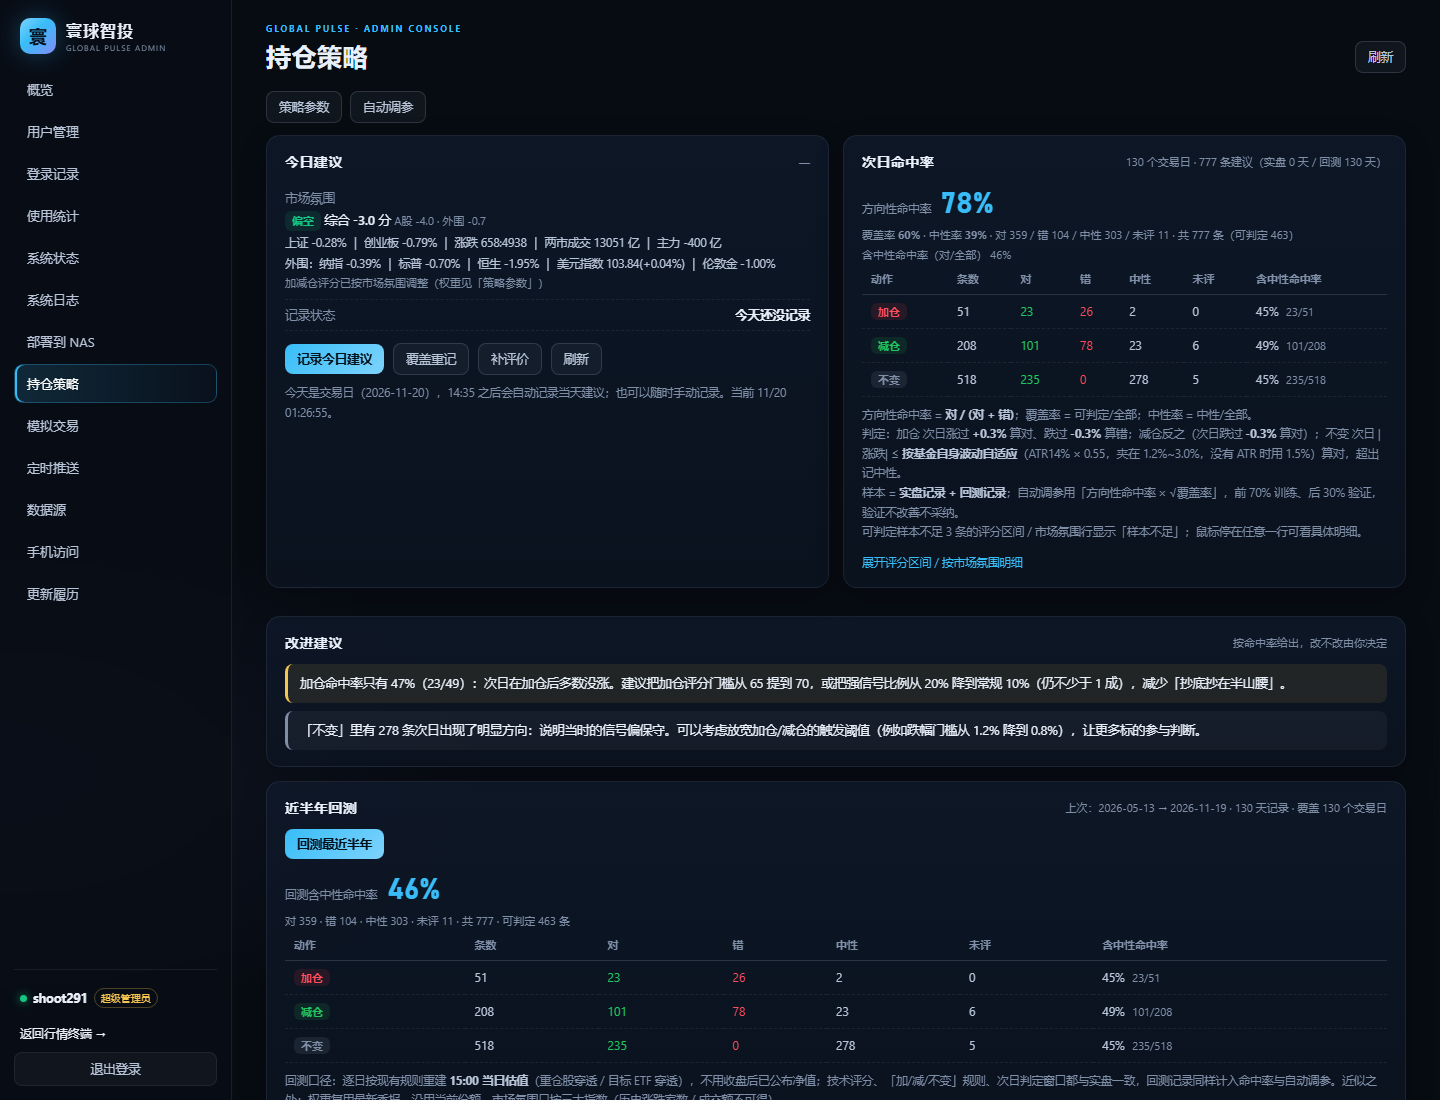 寰
寰球智投
GLOBAL PULSE ADMIN
概览
用户管理
登录记录
使用统计
系统状态
系统日志
部署到 NAS
持仓策略
模拟交易
定时推送
数据源
手机访问
更新履历
shoot291 超级管理员
返回行情终端 →
退出登录
GLOBAL PULSE · ADMIN CONSOLE
持仓策略
刷新
策略参数 自动调参
今日建议 —
市场氛围
偏空 综合 -3.0 分 A股 -4.0 · 外围 -0.7
上证 -0.28% | 创业板 -0.79% | 涨跌 658:4938 | 两市成交 13051 亿 | 主力 -400 亿
外围：纳指 -0.39% | 标普 -0.70% | 恒生 -1.95% | 美元指数 103.84(+0.04%) | 伦敦金 -1.00%
加减仓评分已按市场氛围调整（权重见「策略参数」）
记录状态 今天还没记录
记录今日建议 覆盖重记 补评价 刷新
今天是交易日（2026-11-20），14:35 之后会自动记录当天建议；也可以随时手动记录。当前 11/20
01:26:55。
次日命中率 130 个交易日 · 777 条建议（实盘 0 天 / 回测 130 天）
方向性命中率 78%
覆盖率 60% · 中性率 39% · 对 359 / 错 104 / 中性 303 / 未评 11 · 共 777 条（可判定 463）
含中性命中率（对/全部） 46%
动作 条数 对 错 中性 未评 含中性命中率
加仓 51 23 26 2 0 45% 23/51
减仓 208 101 78 23 6 49% 101/208
不变 518 235 0 278 5 45% 235/518
方向性命中率 = 对 / (对 + 错)；覆盖率 = 可判定/全部；中性率 = 中性/全部。
判定：加仓 次日涨过 +0.3% 算对、跌过 -0.3% 算错；减仓反之（次日跌过 -0.3% 算对）；不变 次日 |
涨跌| ≤ 按基金自身波动自适应（ATR14% × 0.55，夹在 1.2%~3.0%，没有 ATR 时用 1.5%）算对，超出
记中性。
样本 = 实盘记录 + 回测记录；自动调参用「方向性命中率 × √覆盖率」，前 70% 训练、后 30% 验证，
验证不改善不采纳。
可判定样本不足 3 条的评分区间 / 市场氛围行显示「样本不足」；鼠标停在任意一行可看具体明细。
展开评分区间 / 按市场氛围明细
改进建议 按命中率给出，改不改由你决定
加仓命中率只有 47%（23/49）：次日在加仓后多数没涨。建议把加仓评分门槛从 65 提到 70，或把强信号比例从 20% 降到常规 10%（仍不少于 1 成），减少「抄底抄在半山腰」。
「不变」里有 278 条次日出现了明显方向：说明当时的信号偏保守。可以考虑放宽加仓/减仓的触发阈值（例如跌幅门槛从 1.2% 降到 0.8%），让更多标的参与判断。
近半年回测 上次：2026-05-13 → 2026-11-19 · 130 天记录 · 覆盖 130 个交易日
回测最近半年
回测含中性命中率 46%
对 359 · 错 104 · 中性 303 · 未评 11 · 共 777 · 可判定 463 条
动作 条数 对 错 中性 未评 含中性命中率
加仓 51 23 26 2 0 45% 23/51
减仓 208 101 78 23 6 49% 101/208
不变 518 235 0 278 5 45% 235/518
回测口径：逐日按现有规则重建 15:00 当日估值（重仓股穿透 / 目标 ETF 穿透），不用收盘后已公布净值；技术评分、「加/减/不变」规则、次日判定窗口都与实盘一致，回测记录同样计入命中率与自动调参。近似之